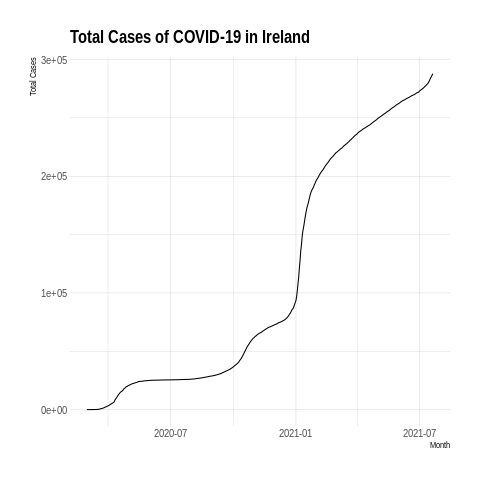 Total Cases of COVID-19 in Ireland
Total Cases
3e+05
2e+05
1e+05
0e+00
2020-07
2021-01
2021-07
Month